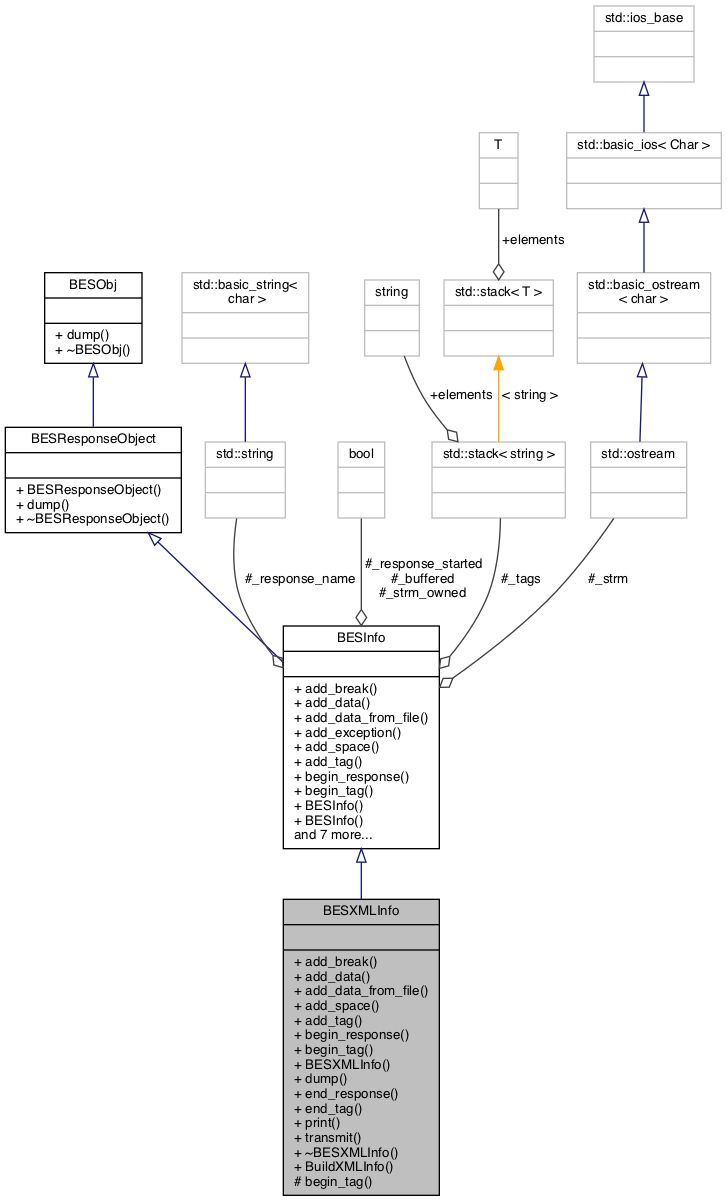 std::ios_base
T
std::basic_ios< Char >
+elements
BESObj
+ dump()
+ ~BESObj()
std::basic_string<
char >
string
std::stack< T >
std::basic_ostream
< char >
+elements
< string >
BESResponseObject
+ BESResponseObject()
+ dump()
+ ~BESResponseObject()
std::string
bool
std::stack< string >
std::ostream
#_response_name
#_response_started
#_buffered
#_strm_owned
#_tags
#_strm
BESInfo
+ add_break()
+ add_data()
+ add_data_from_file()
+ add_exception()
+ add_space()
+ add_tag()
+ begin_response()
+ begin_tag()
+ BESInfo()
+ BESInfo()
and 7 more...
BESXMLInfo
+ add_break()
+ add_data()
+ add_data_from_file()
+ add_space()
+ add_tag()
+ begin_response()
+ begin_tag()
+ BESXMLInfo()
+ dump()
+ end_response()
+ end_tag()
+ print()
+ transmit()
+ ~BESXMLInfo()
+ BuildXMLInfo()
# begin_tag()